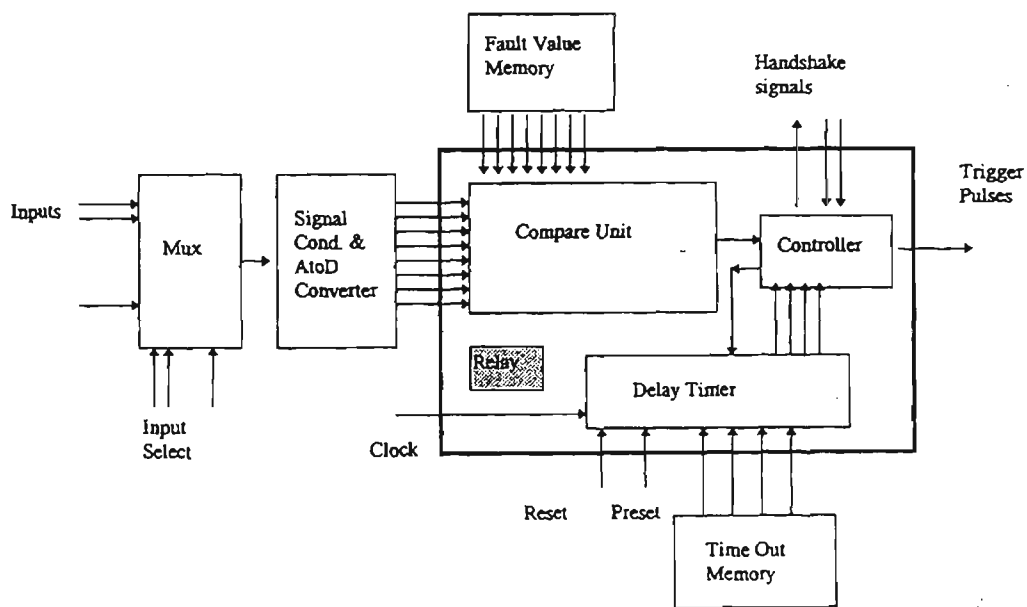 Fault Value
Memory
Handshake
signals
Trigger
Pulses
Inputs
Mux
Signal
Cond. &
AtoD
Converter
Compare Unit
Controller
Relay
Delay Timer
Input
Select
Clock
Reset
Preset
Time Out
Memory